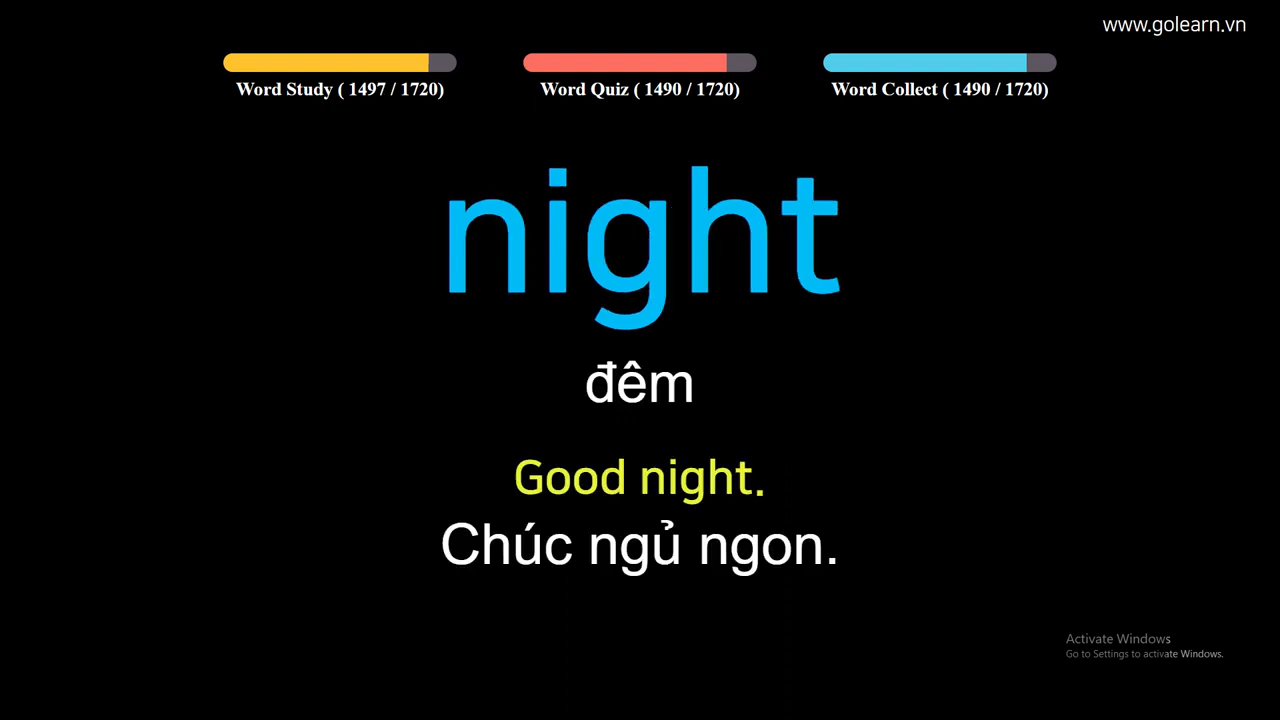 www.golearn.vn
Word Study ( 1497 / 1720)
Word Quiz ( 1490 / 1720)
Word Collect ( 1490 / 1720)
night
đêm
Good night.
Chúc ngủ ngon.
Activate Windows
Go to Settings to activate Windows.